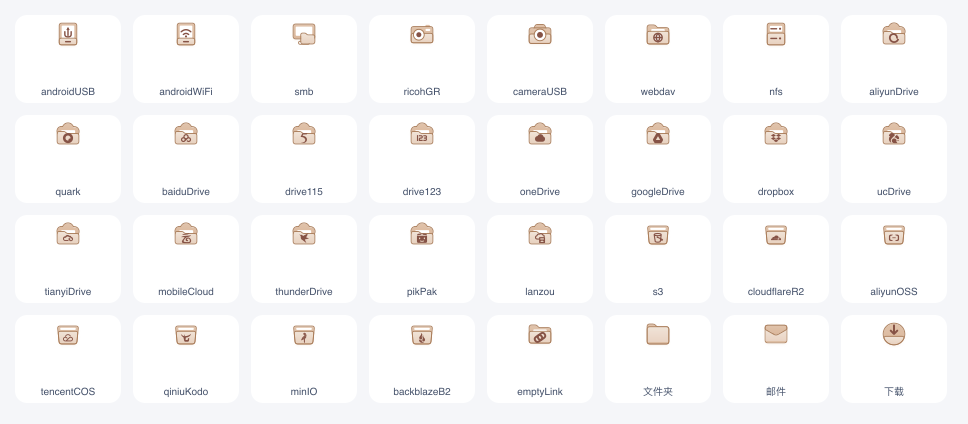 androidUSB androidWiFi smb ricohGR cameraUSB webdav nfs aliyunDrive
123
quark baiduDrive drive115 drive123 oneDrive googleDrive dropbox ucDrive
tianyiDrive mobileCloud thunderDrive pikPak lanzou s3 cloudflareR2 aliyunOSS
tencentCOS qiniuKodo minIO backblazeB2 emptyLink 文件夹 邮件 下载